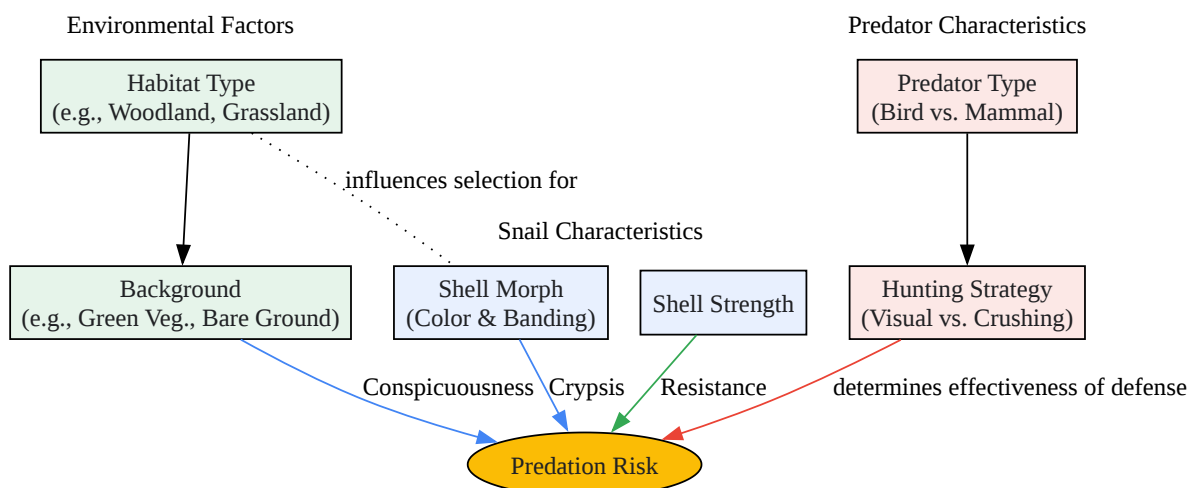 Environmental Factors
Predator Characteristics
Habitat Type
(e.g., Woodland, Grassland)
Predator Type
(Bird vs. Mammal)
influences selection for
Snail Characteristics
Background
(e.g., Green Veg., Bare Ground)
Shell Morph
(Color & Banding)
Shell Strength
Hunting Strategy
(Visual vs. Crushing)
Conspicuousness
Crypsis
Resistance
determines effectiveness of defense
Predation Risk